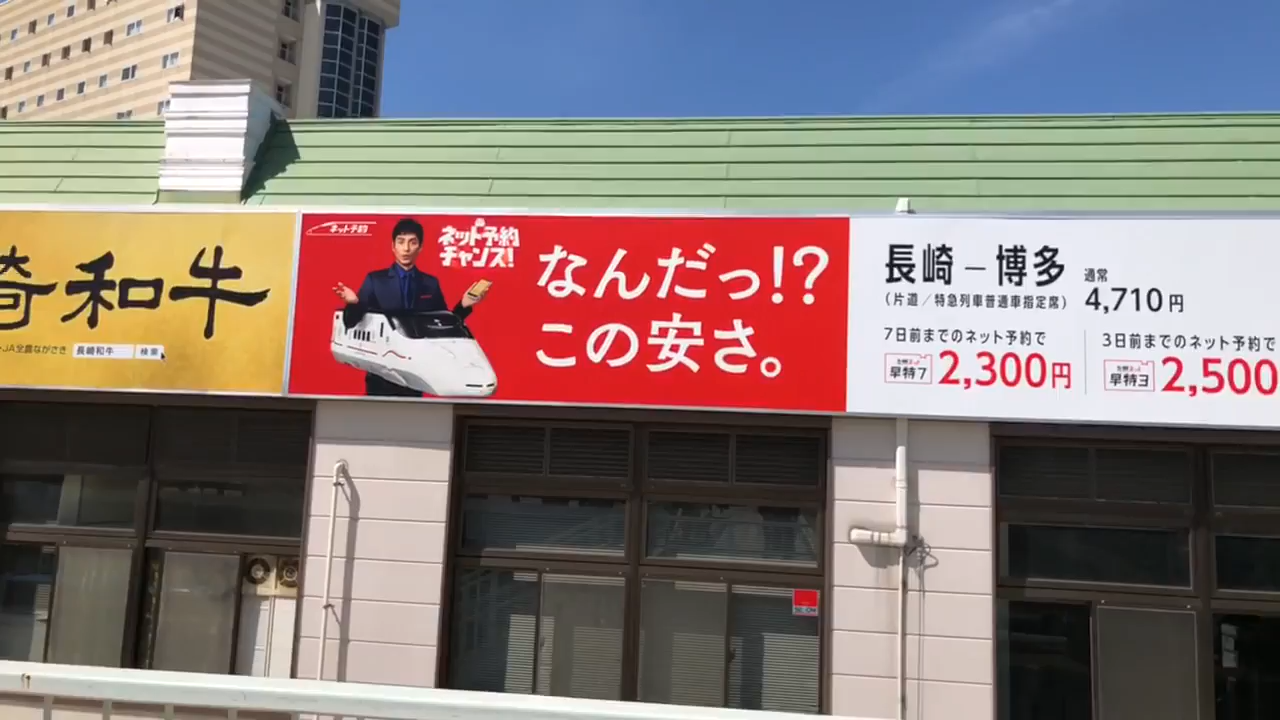 崎和牛
JA全農ながさき 長崎和牛 検索
ネット予約
ネット予約
チャンス!
なんだっ!?
この安さ。
長崎－博多
通常
4,710円
(片道／特急列車普通車指定席)
7日前までのネット予約で
早特7 2,300円
3日前までのネット予約で
早特3 2,500